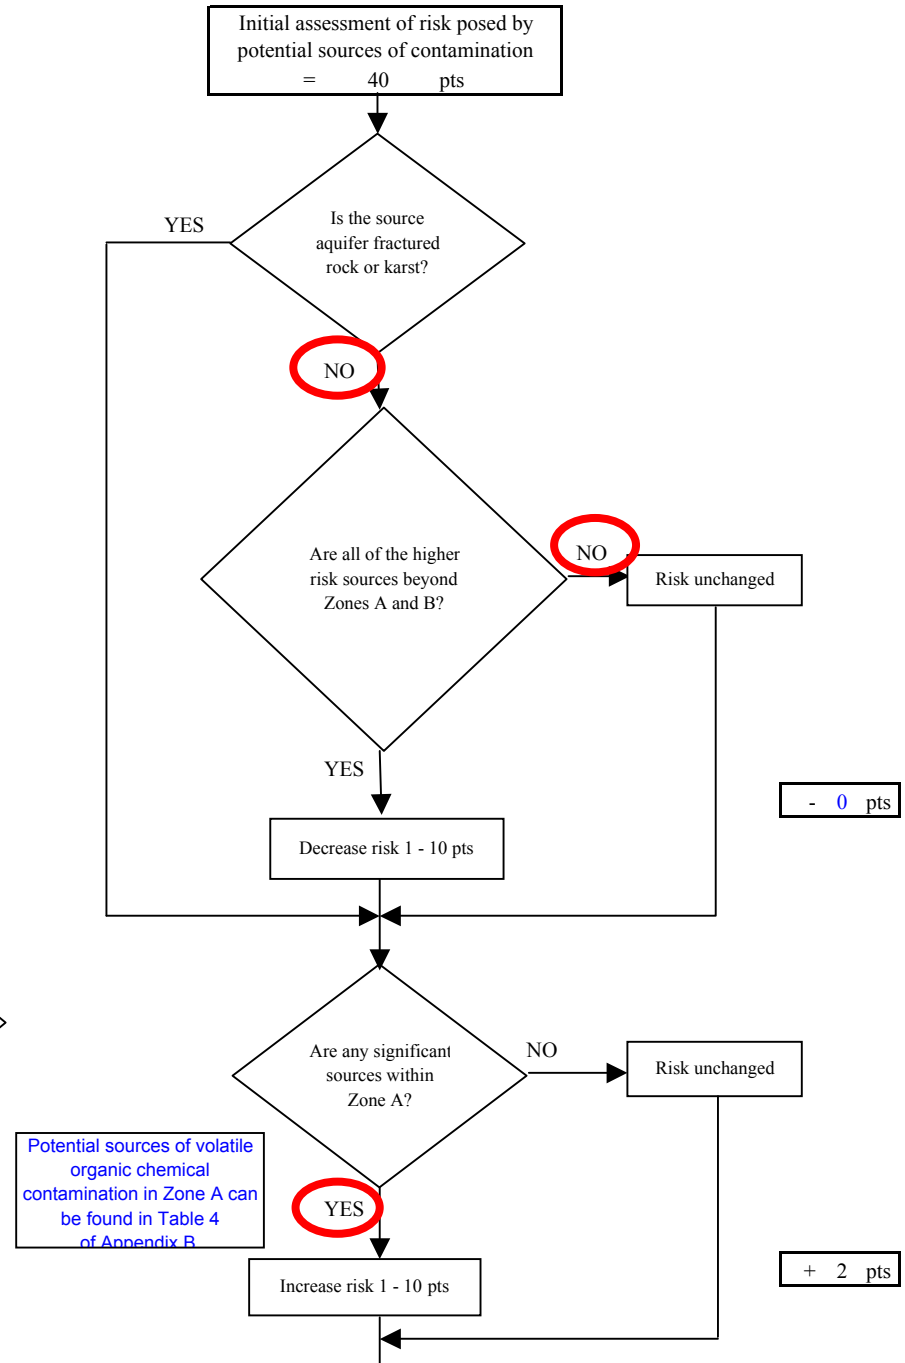 Initial assessment of risk posed by
potential sources of contamination
= 40 pts
YES
Is the source
aquifer fractured
rock or karst?
NO
Are all of the higher
risk sources beyond
Zones A and B?
NO
Risk unchanged
YES
- 0 pts
Decrease risk 1 - 10 pts
Are any significant
sources within
Zone A?
NO
Risk unchanged
Potential sources of volatile
organic chemical
contamination in Zone A can
be found in Table 4
of Appendix B
YES
+ 2 pts
Increase risk 1 - 10 pts